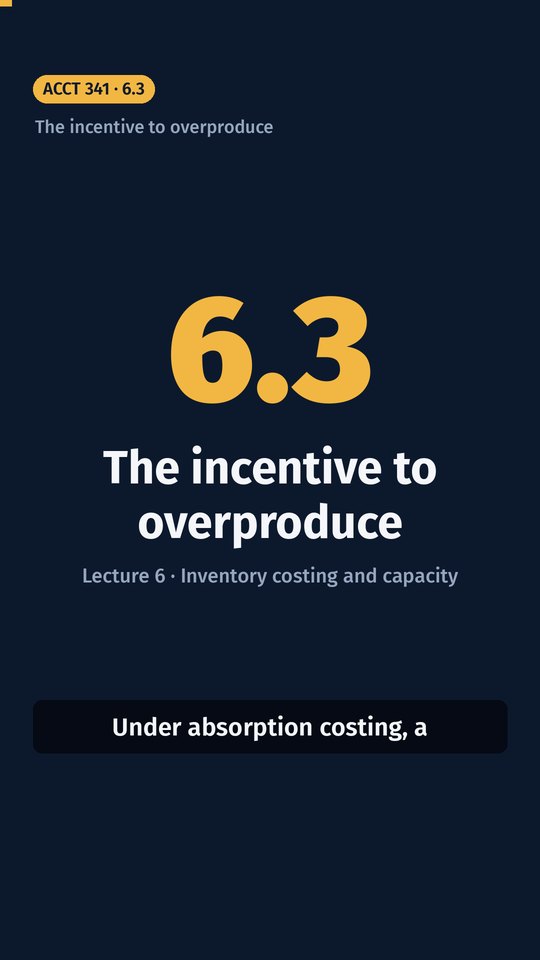 ACCT 341 · 6.3
The incentive to overproduce
6.3
The incentive to
overproduce
Lecture 6 · Inventory costing and capacity
Under absorption costing, a